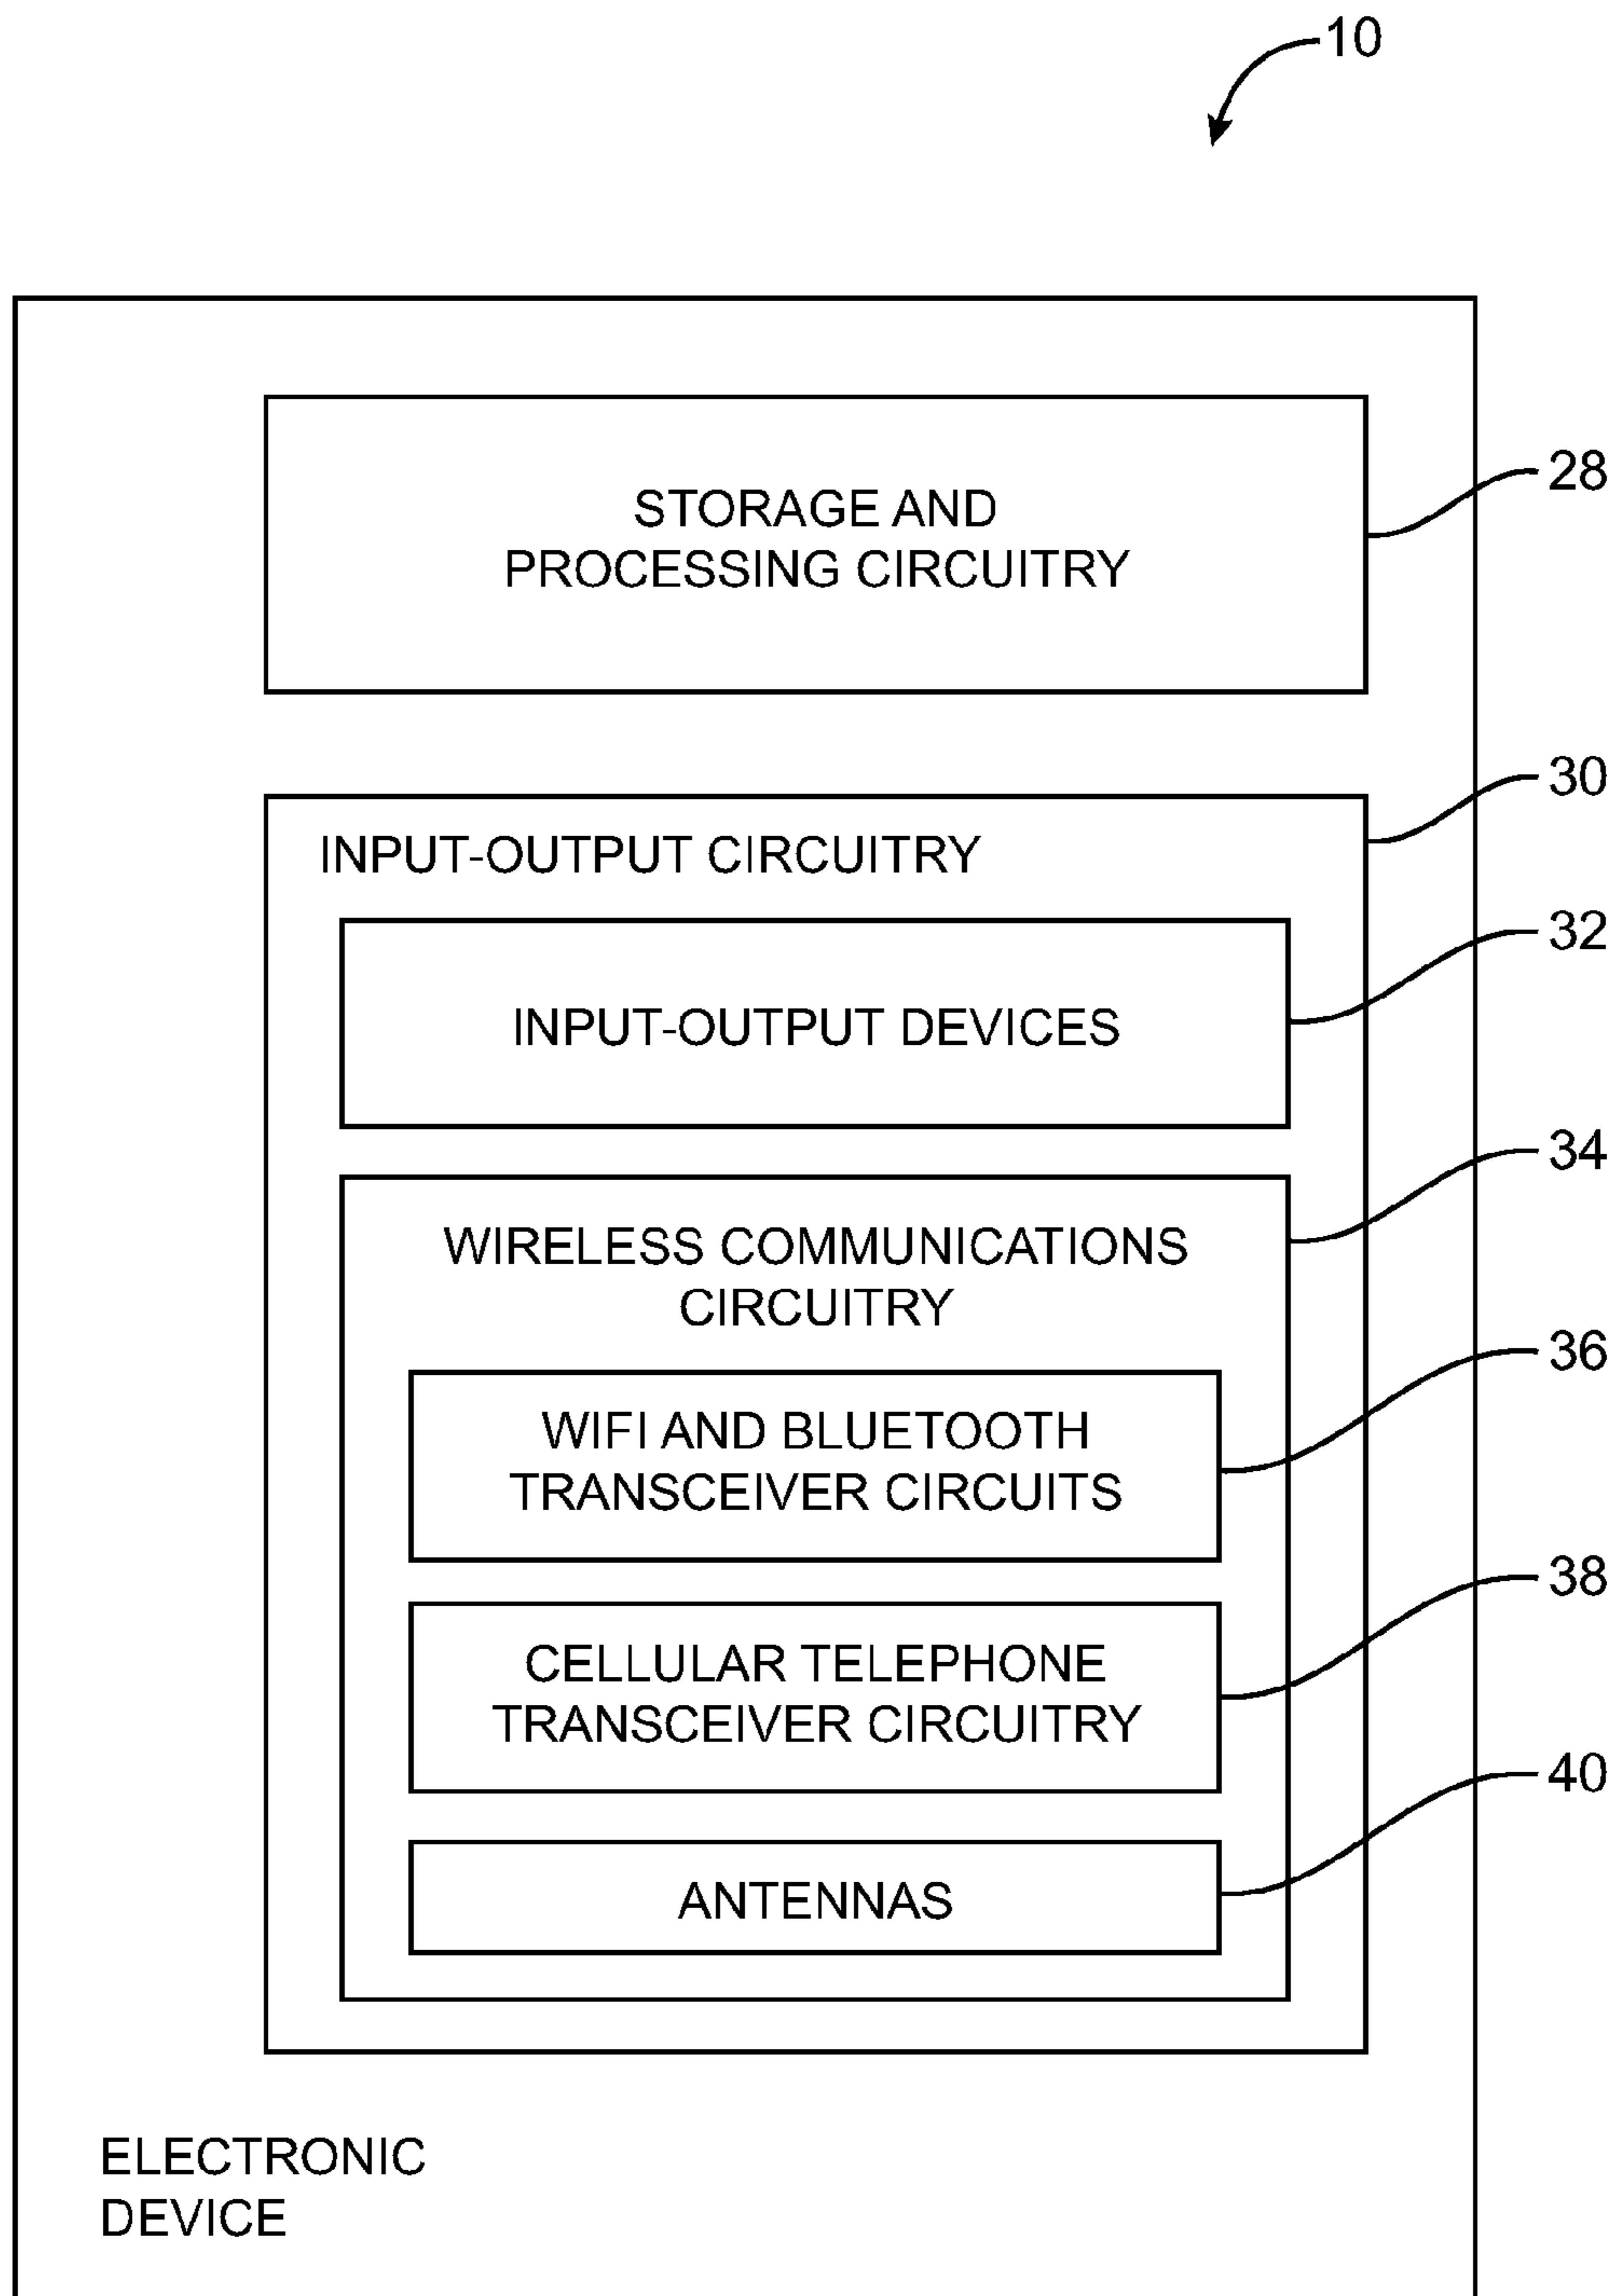 10
STORAGE AND
PROCESSING CIRCUITRY
28
30
INPUT-OUTPUT CIRCUITRY
32
INPUT-OUTPUT DEVICES
34
WIRELESS COMMUNICATIONS
CIRCUITRY
36
WIFI AND BLUETOOTH
TRANSCEIVER CIRCUITS
38
CELLULAR TELEPHONE
TRANSCEIVER CIRCUITRY
40
ANTENNAS
ELECTRONIC
DEVICE